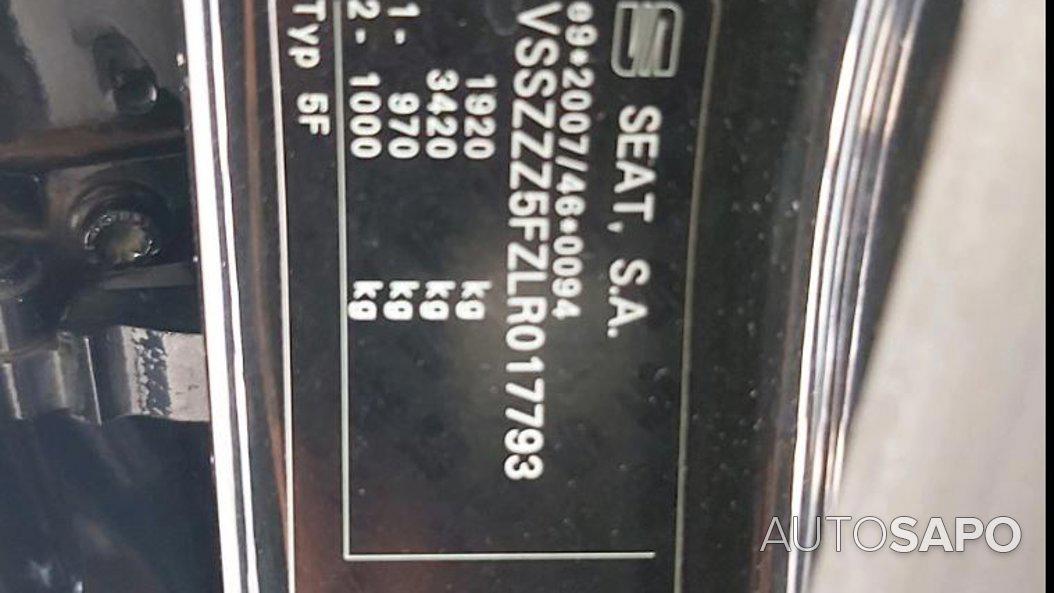 SEAT, S.A.
e9*2007/46*0094
VSSZZZ5FZLR017793
1920 kg
3420 kg
1- 970 kg
2- 1000 kg
Typ 5F
AUTOSAPO